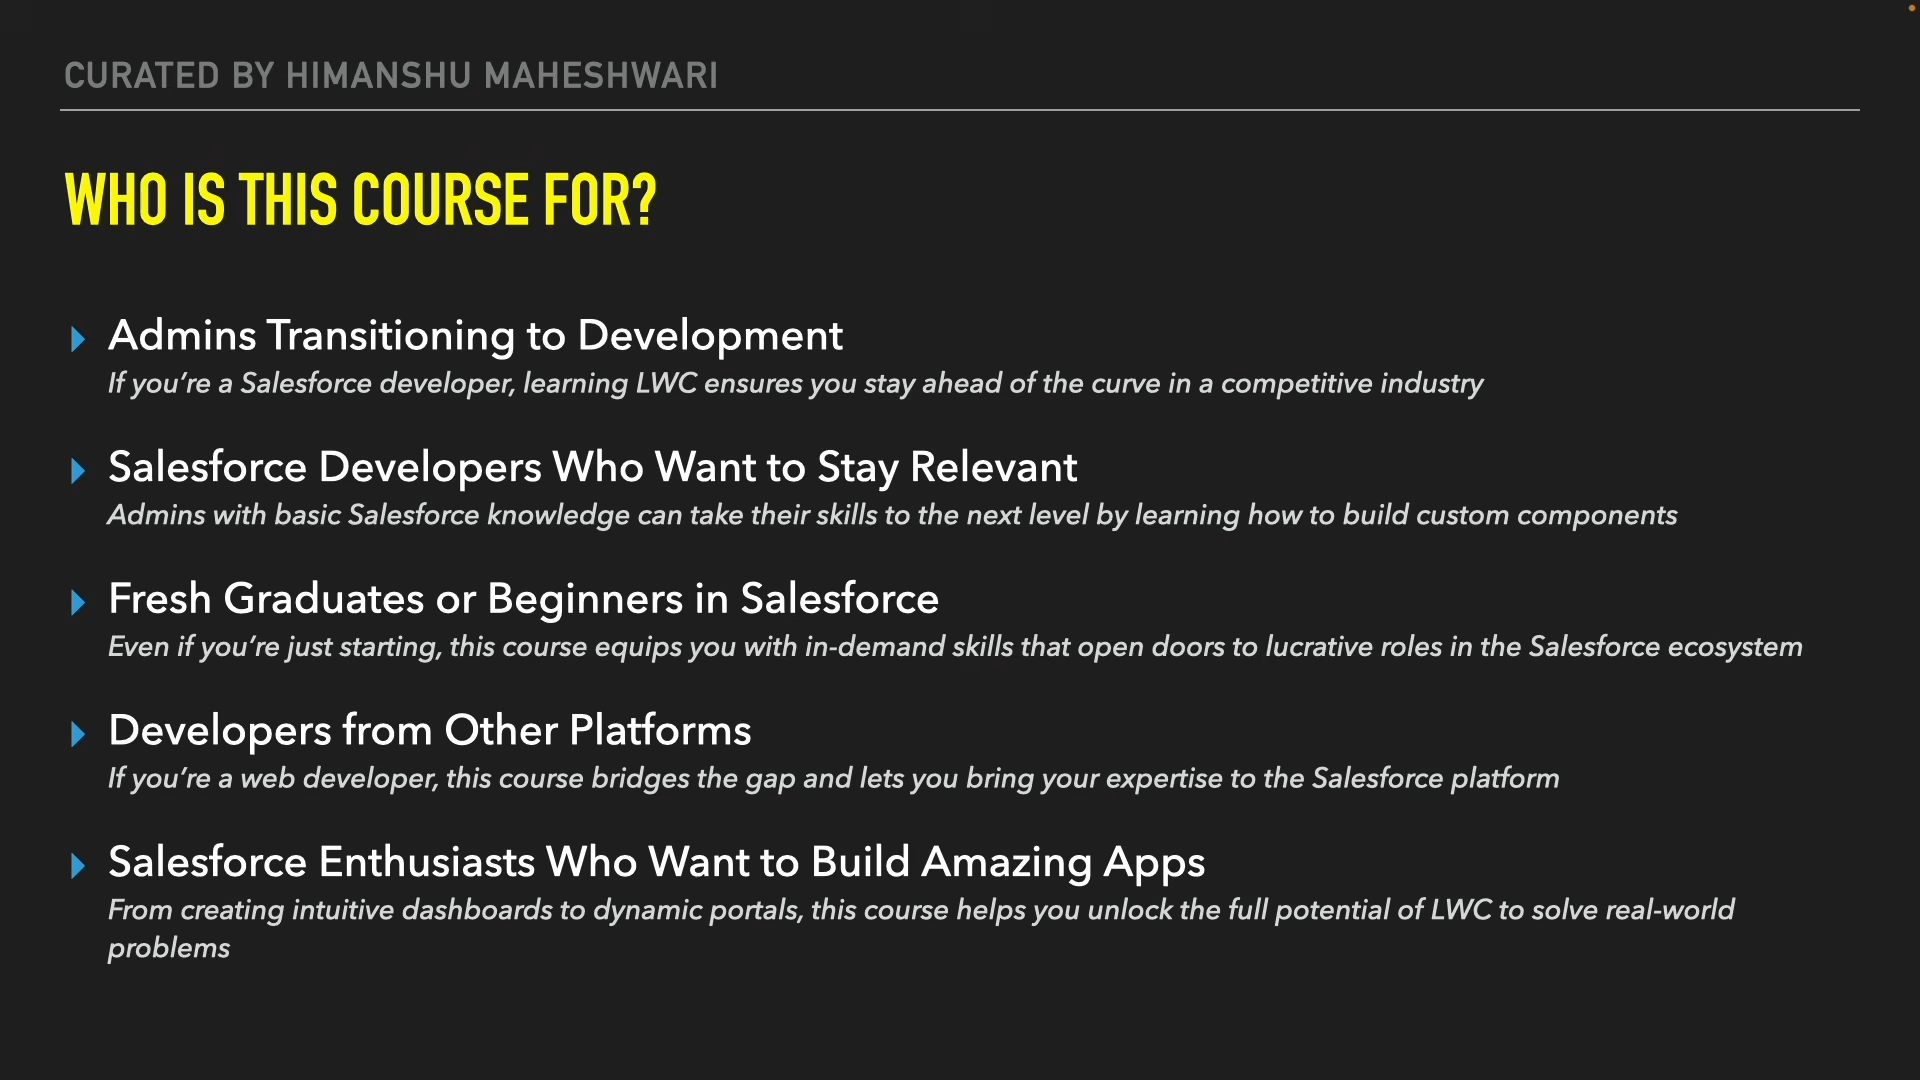 CURATED BY HIMANSHU MAHESHWARI
WHO IS THIS COURSE FOR?
Admins Transitioning to Development
If you’re a Salesforce developer, learning LWC ensures you stay ahead of the curve in a competitive industry
Salesforce Developers Who Want to Stay Relevant
Admins with basic Salesforce knowledge can take their skills to the next level by learning how to build custom components
Fresh Graduates or Beginners in Salesforce
Even if you’re just starting, this course equips you with in-demand skills that open doors to lucrative roles in the Salesforce ecosystem
Developers from Other Platforms
If you’re a web developer, this course bridges the gap and lets you bring your expertise to the Salesforce platform
Salesforce Enthusiasts Who Want to Build Amazing Apps
From creating intuitive dashboards to dynamic portals, this course helps you unlock the full potential of LWC to solve real-world
problems